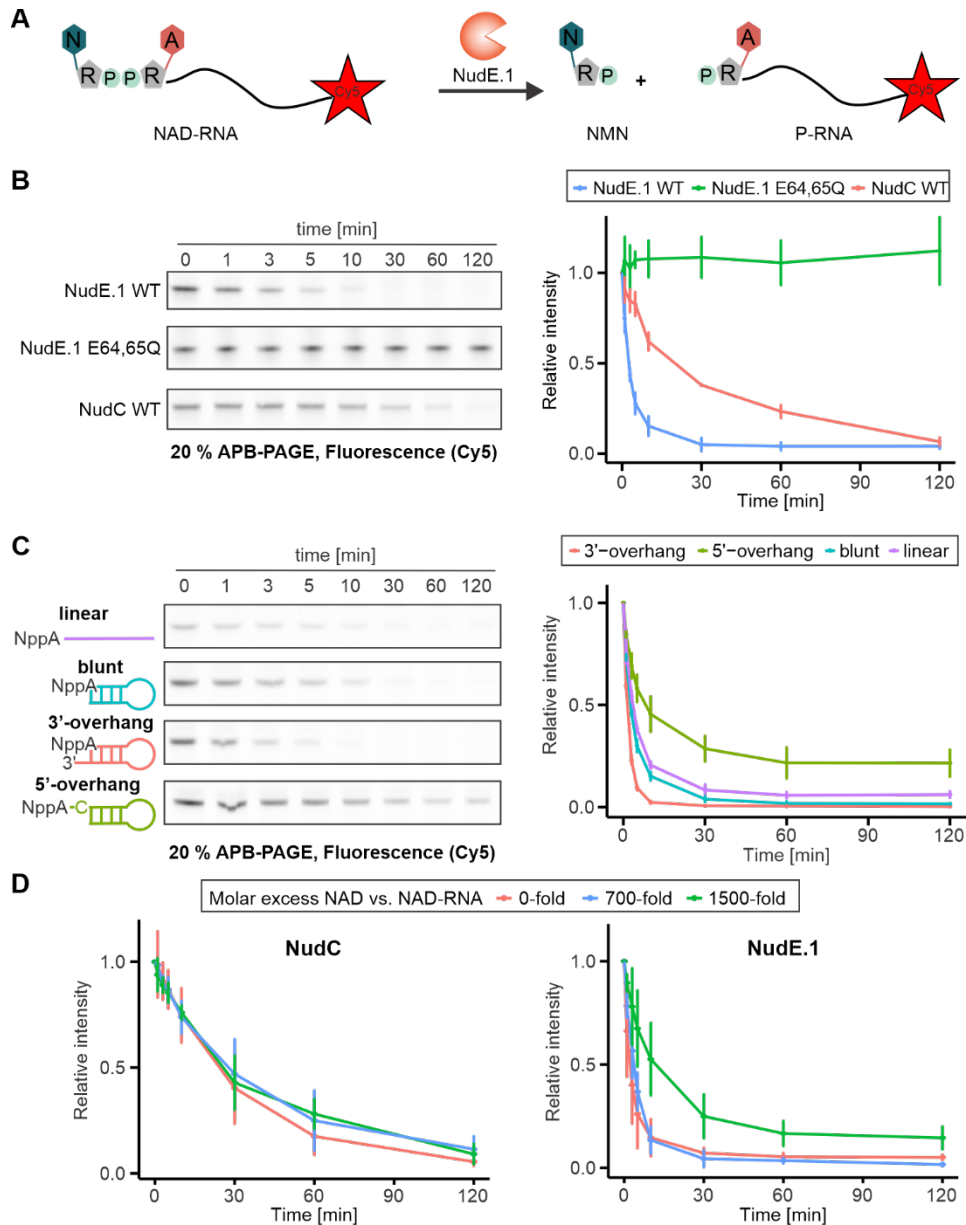 A
N A N A
R P P R Cy5 NudE.1 R P + P R Cy5
NAD-RNA NMN P-RNA
B
NudE.1 WT NudE.1 E64,65Q NudC WT
time [min]
0 1 3 5 10 30 60 120
NudE.1 WT
NudE.1 E64,65Q
NudC WT
20 % APB-PAGE, Fluorescence (Cy5)
Relative intensity
1.0
0.5
0.0
0 30 60 90 120
Time [min]
C
3'−overhang 5'−overhang blunt linear
time [min]
0 1 3 5 10 30 60 120
linear
NppA
blunt
NppA
3'-overhang
NppA
3'
5'-overhang
NppA-C
20 % APB-PAGE, Fluorescence (Cy5)
Relative intensity
1.0
0.5
0.0
0 30 60 90 120
Time [min]
D
Molar excess NAD vs. NAD-RNA 0-fold 700-fold 1500-fold
NudC
Relative intensity
1.0
0.5
0.0
0 30 60 90 120
Time [min]
NudE.1
Relative intensity
1.0
0.5
0.0
0 30 60 90 120
Time [min]